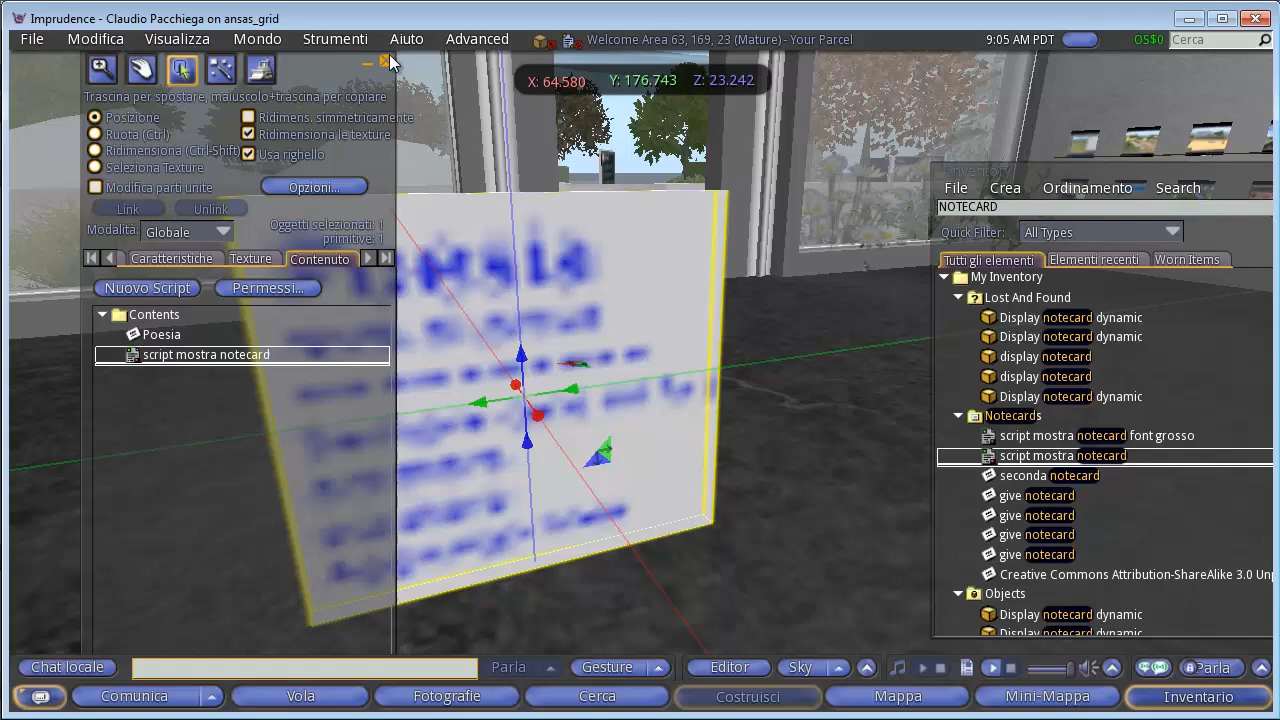 Imprudence - Claudio Pacchiega on ansas_grid
File Modifica Visualizza Mondo Strumenti Aiuto Advanced Welcome Area 63, 169, 23 (Mature) - Your Parcel 9:05 AM PDT OS$0 Cerca
X: 64.580 Y: 176.743 Z: 23.242
Trascina per spostare, maiuscolo+trascina per copiare
Posizione Ridimens. simmetricamente
Ruota (Ctrl) Ridimensiona le texture
Ridimensiona (Ctrl-Shift) Usa righello
Seleziona Texture
Modifica parti unite Opzioni...
Link Unlink
Modalità: Globale Oggetti selezionati: 1
primitive: 1
Caratteristiche Texture Contenuto
Nuovo Script Permessi...
Contents
Poesia
script mostra notecard
Inventory
File Crea Ordinamento Search
NOTECARD
Quick Filter: All Types
Tutti gli elementi Elementi recenti Worn Items
My Inventory
Lost And Found
Display notecard dynamic
Display notecard dynamic
display notecard
display notecard
Display notecard dynamic
Notecards
script mostra notecard font grosso
script mostra notecard
seconda notecard
give notecard
give notecard
give notecard
give notecard
Creative Commons Attribution-ShareAlike 3.0
Objects
Display notecard dynamic
Display notecard dynamic
Chat locale Parla Gesture Editor Sky Parla
Comunica Vola Fotografie Cerca Costruisci Mappa Mini-Mappa Inventario